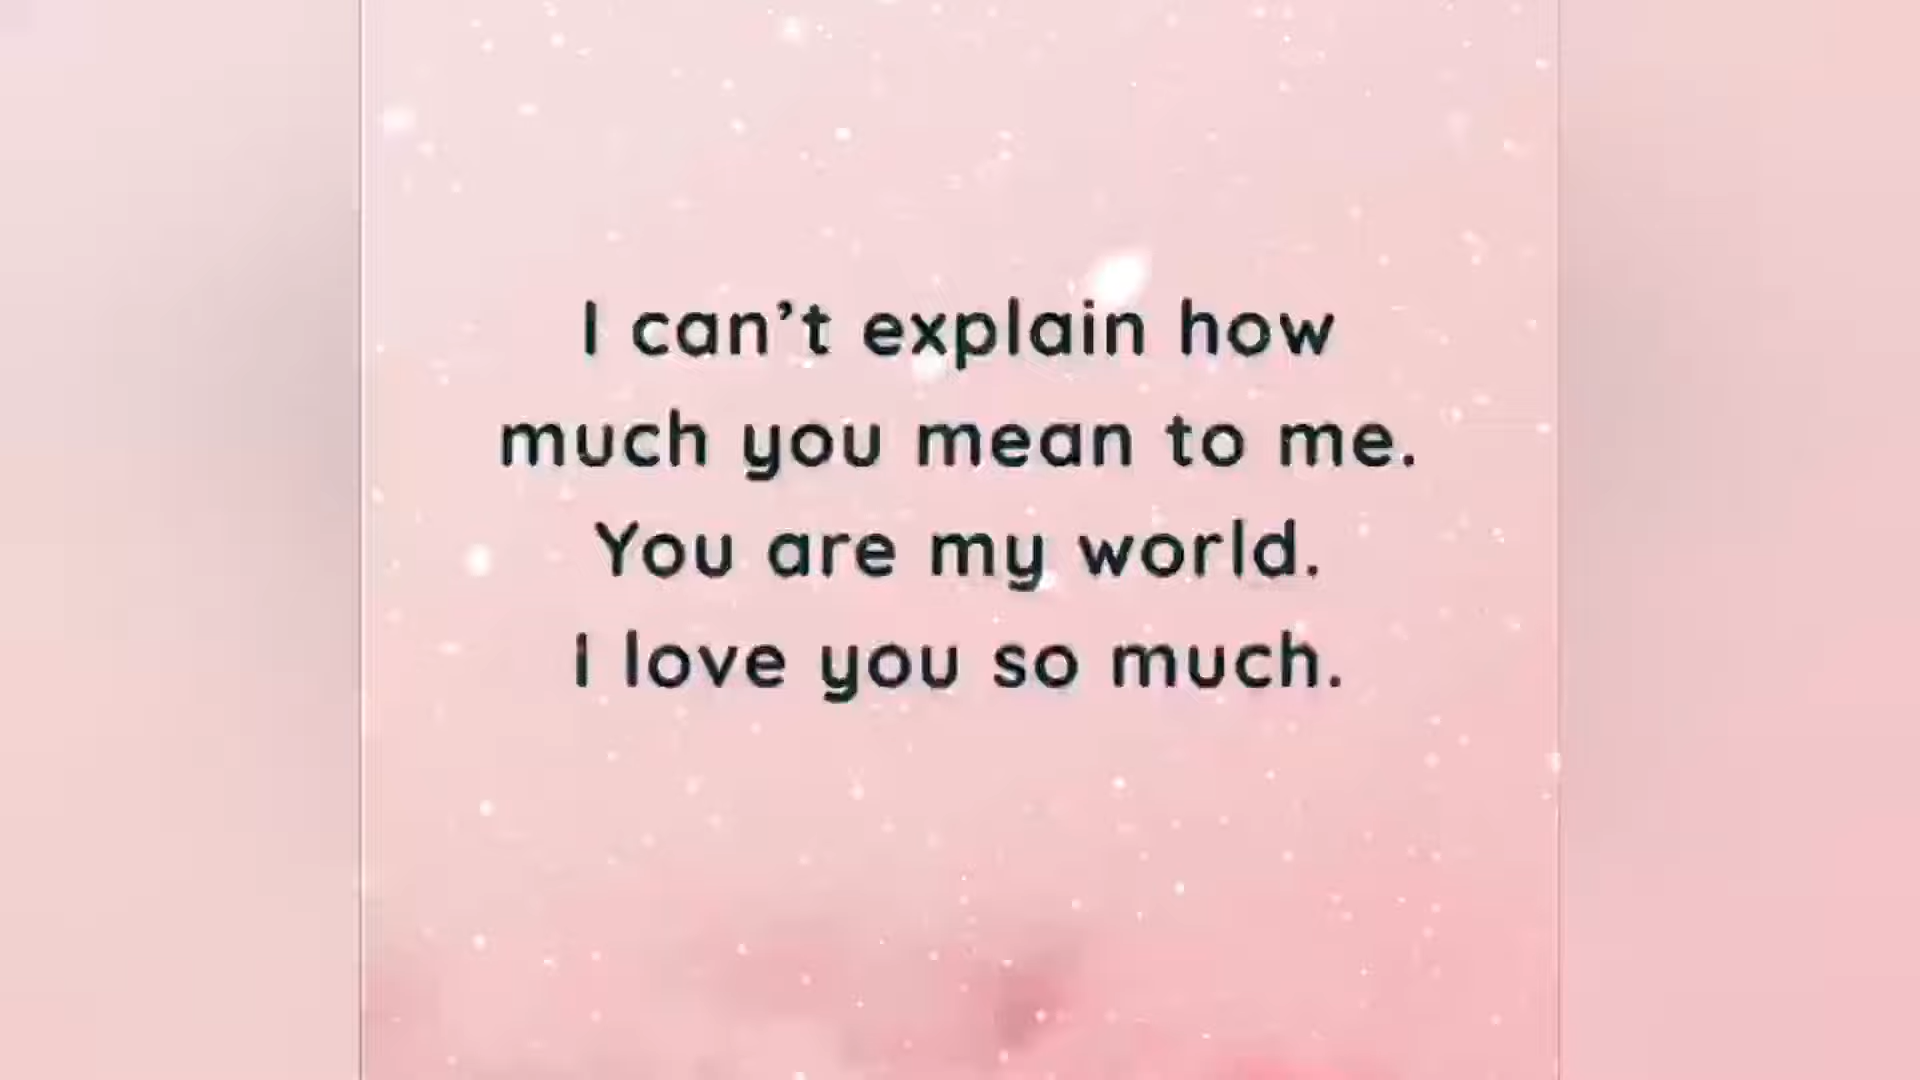 I can’t explain how
much you mean to me.
You are my world.
I love you so much.